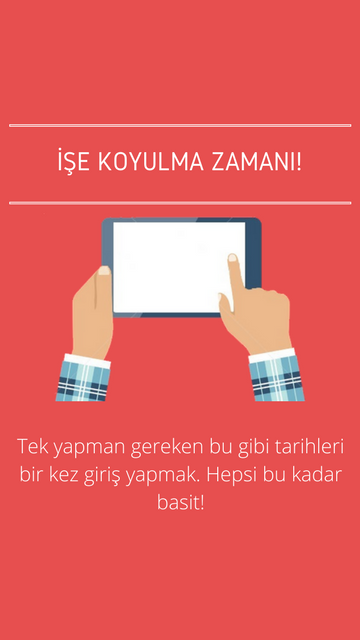 İŞE KOYULMA ZAMANI!
Tek yapman gereken bu gibi tarihleri
bir kez giriş yapmak. Hepsi bu kadar
basit!